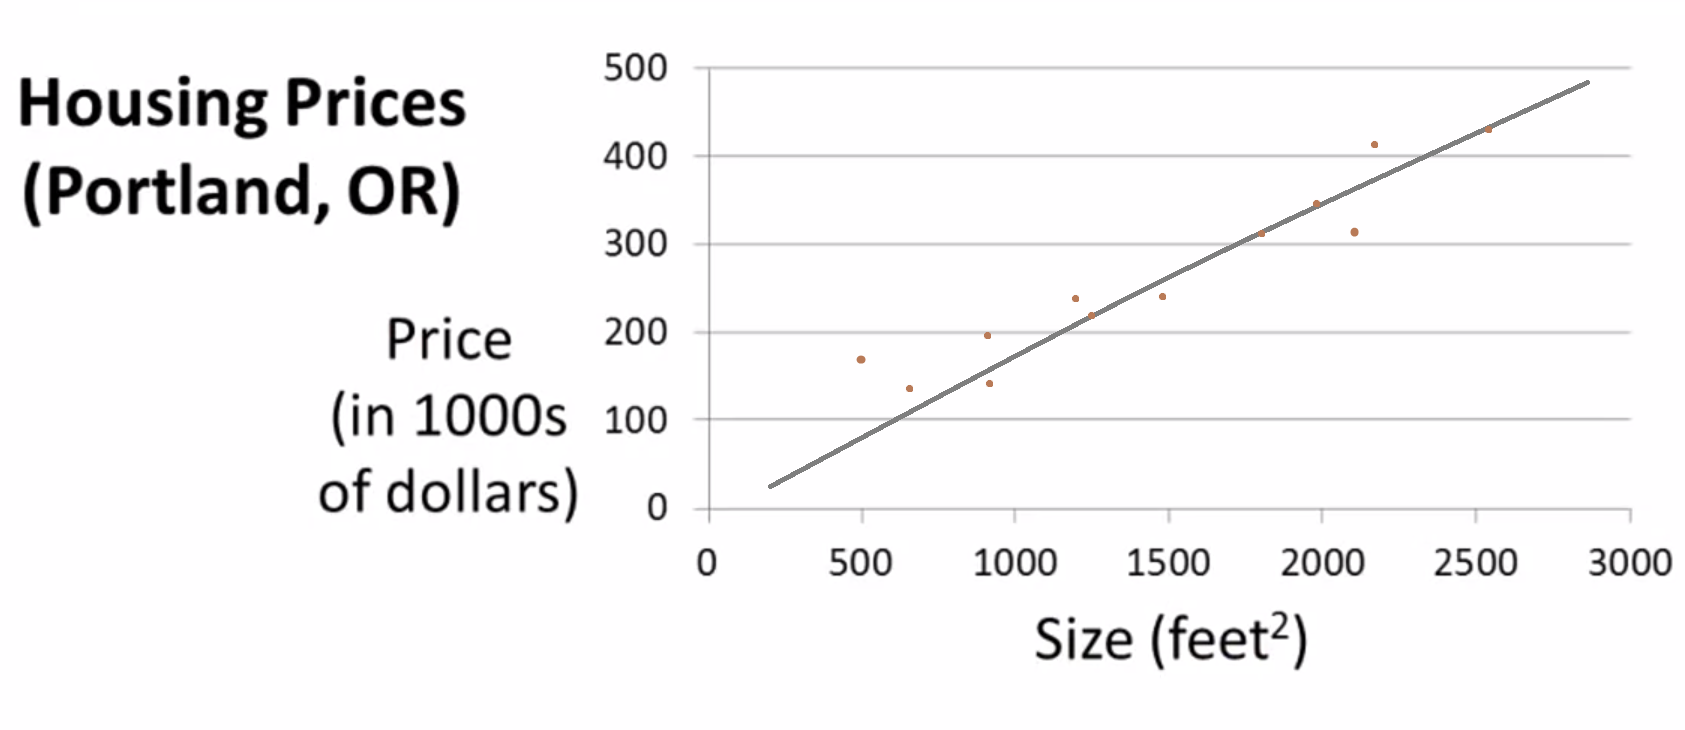 Housing Prices
(Portland, OR)
Price
(in 1000s
of dollars)
500
400
300
200
100
0
0 500 1000 1500 2000 2500 3000
Size (feet²)